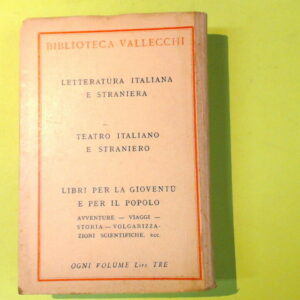 BIBLIOTECA VALLECCHI
LETTERATURA ITALIANA
E STRANIERA
TEATRO ITALIANO
E STRANIERO
LIBRI PER LA GIOVENTÙ
E PER IL POPOLO
AVVENTURE — VIAGGI —
STORIA — VOLGARIZZA-
ZIONI SCIENTIFICHE, ecc.
OGNI VOLUME Lire TRE